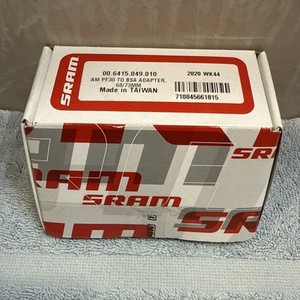 SRAM
00.6415.049.010
2020 WK44
AM PF30 TO BSA ADAPTER,
68/73MM
Made in TAIWAN
710845661815
SRAM
SRAM
SRAM
S